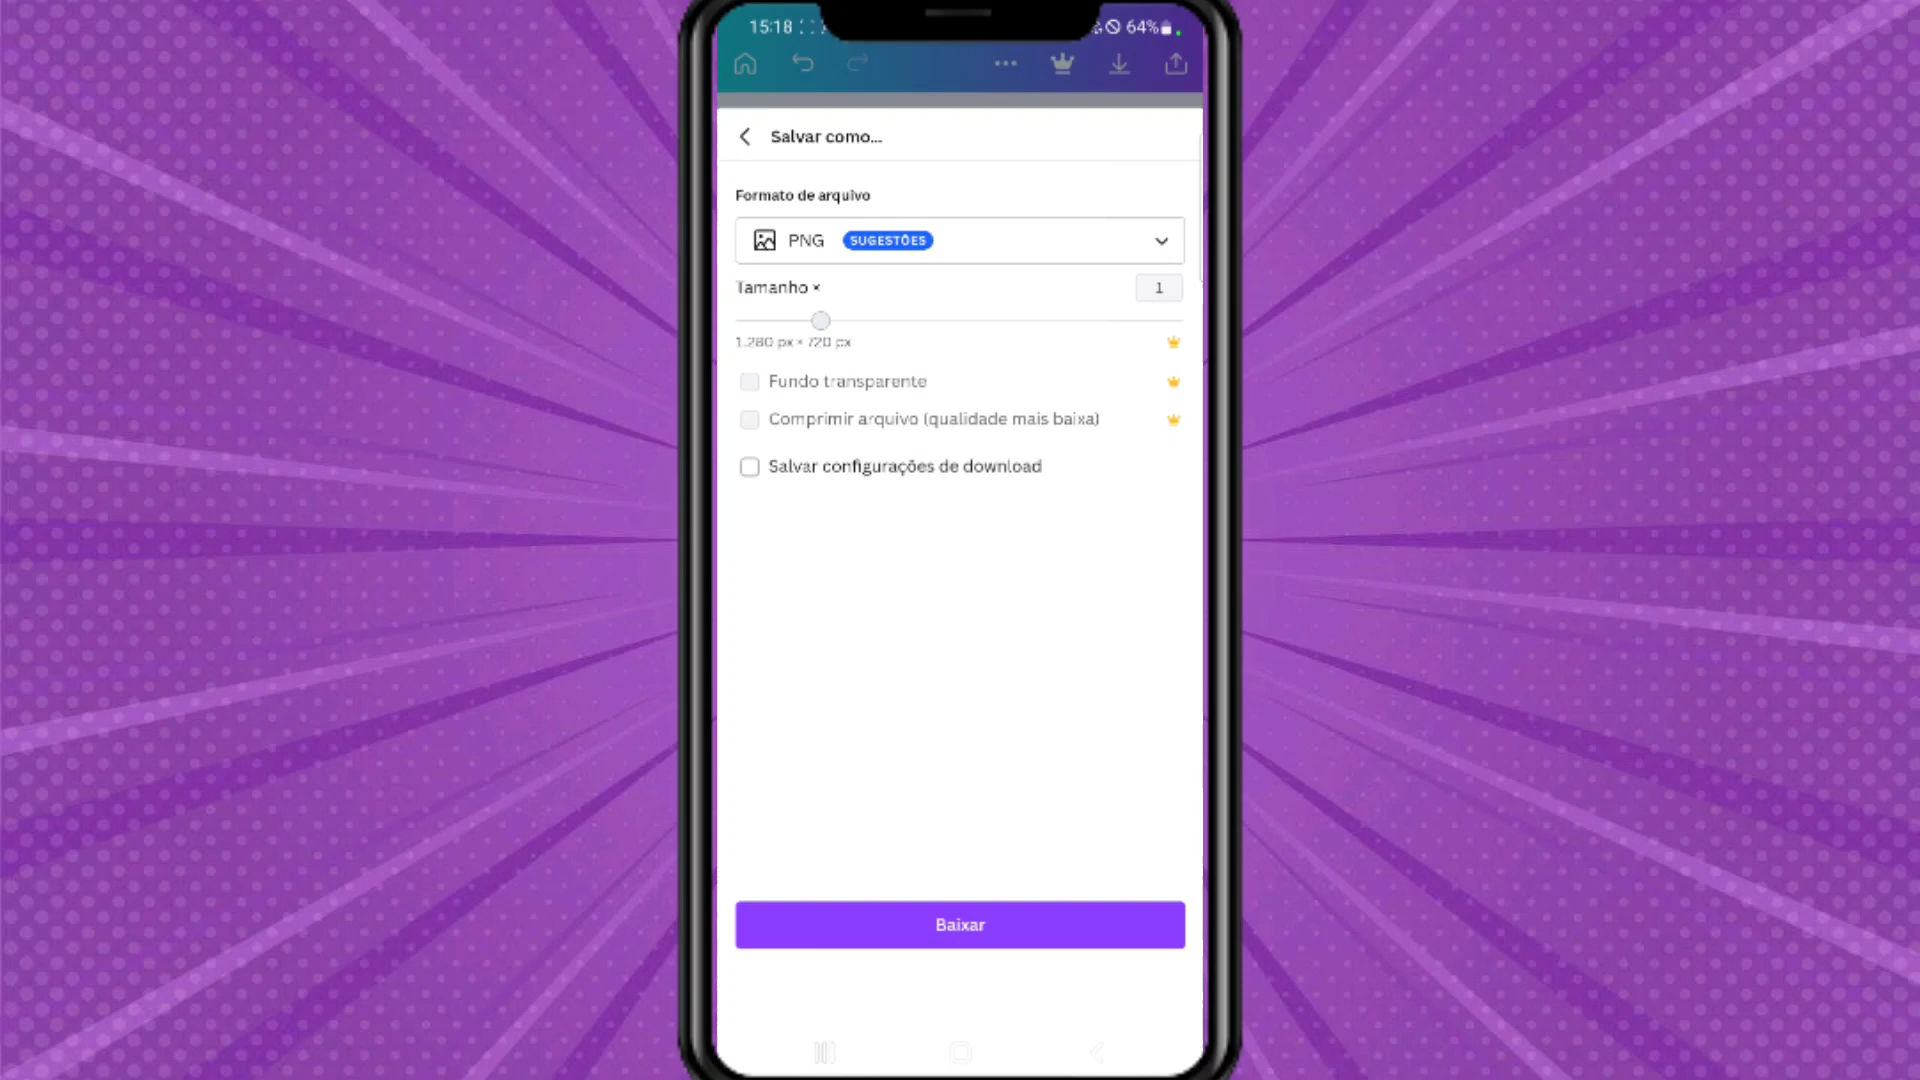 15:18
64%
Salvar como...
Formato de arquivo
PNG SUGESTÕES
Tamanho × 1
1.280 px × 720 px
Fundo transparente
Comprimir arquivo (qualidade mais baixa)
Salvar configurações de download
Baixar